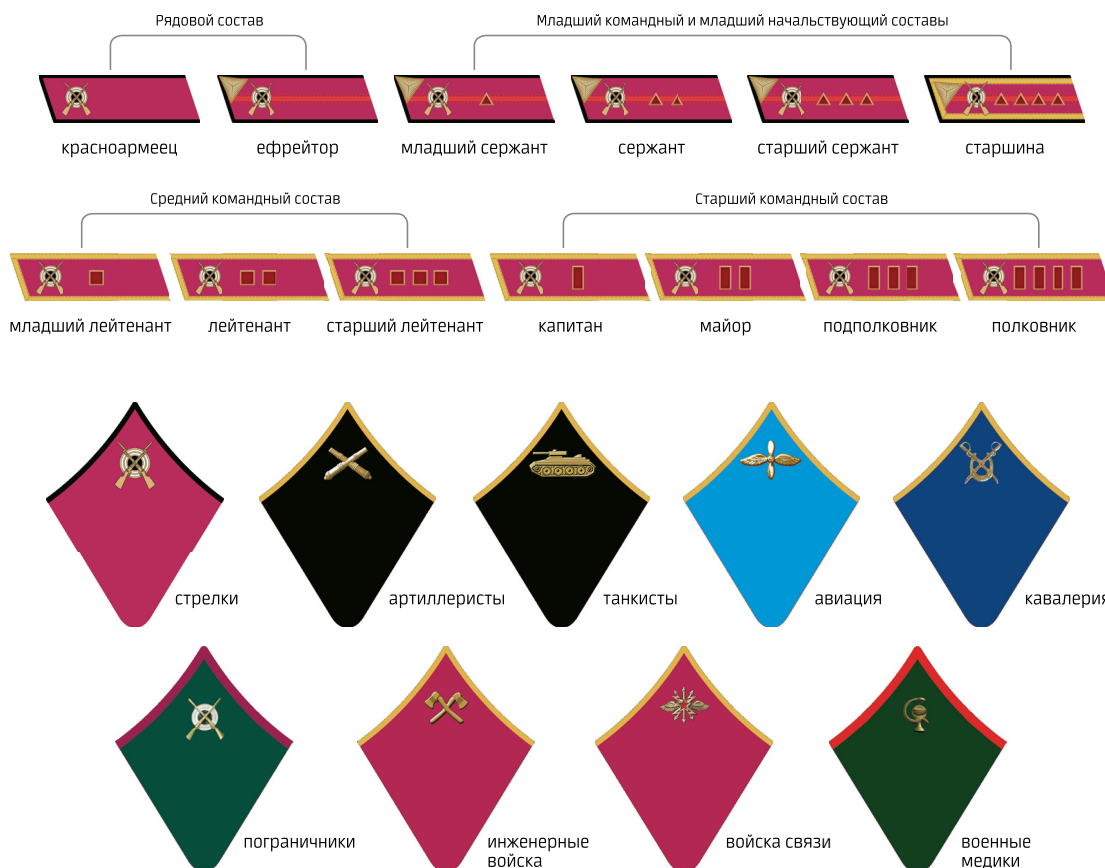 Рядовой состав
Младший командный и младший начальствующий составы
красноармеец
ефрейтор
младший сержант
сержант
старший сержант
старшина
Средний командный состав
Старший командный состав
младший лейтенант
лейтенант
старший лейтенант
капитан
майор
подполковник
полковник
стрелки
артиллеристы
танкисты
авиация
кавалерия
пограничники
инженерные
войска
войска связи
военные
медики